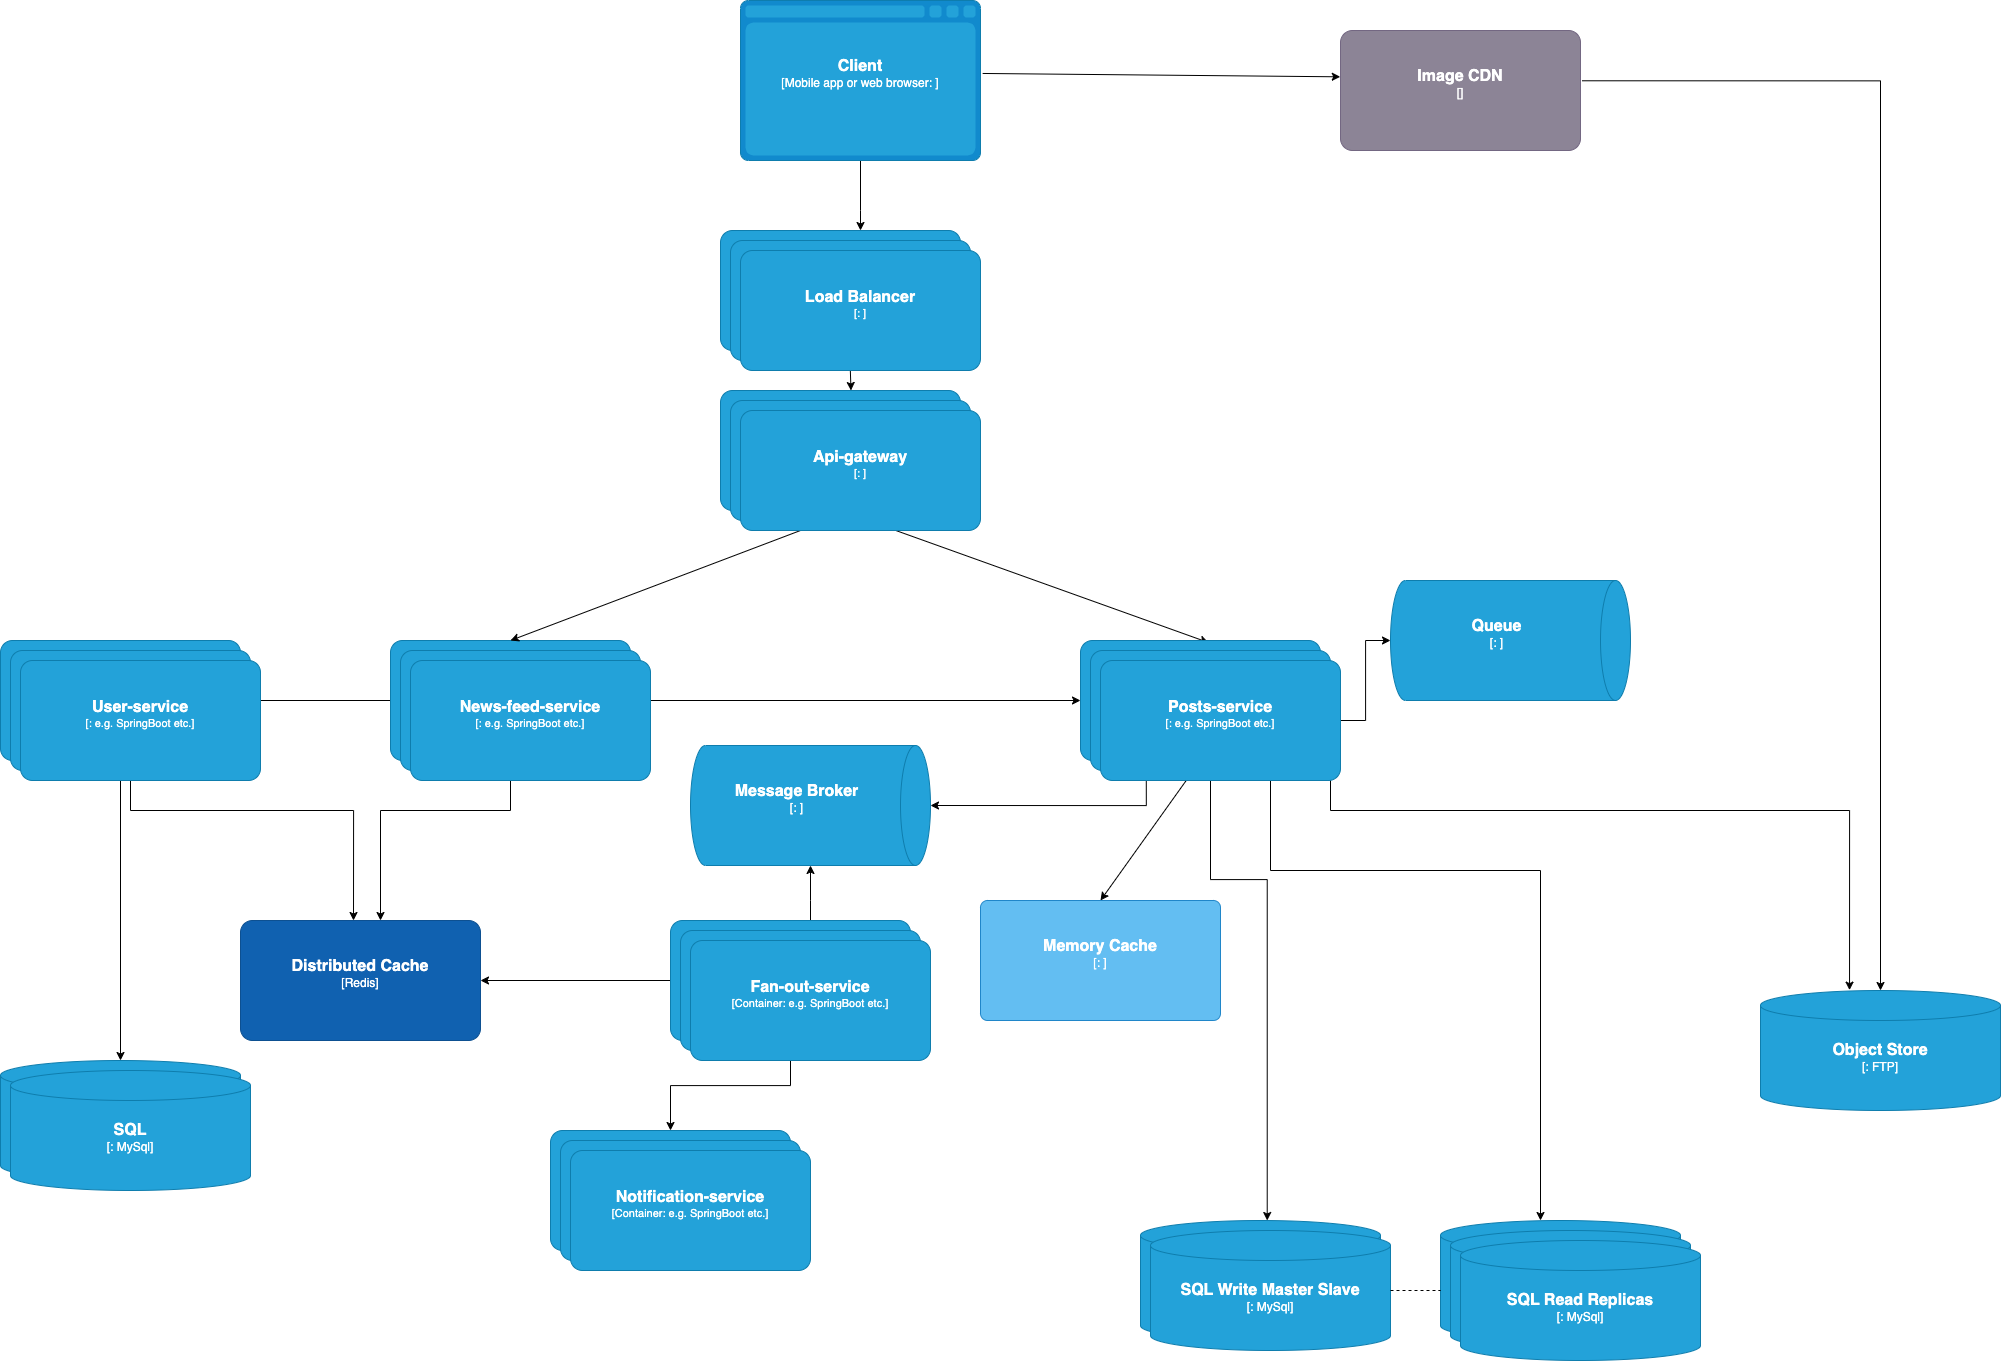 Client
[Mobile app or web browser: ]
Image CDN
[]
Load Balancer
[: ]
Api-gateway
[: ]
Queue
[: ]
User-service
[: e.g. SpringBoot etc.]
News-feed-service
[: e.g. SpringBoot etc.]
Posts-service
[: e.g. SpringBoot etc.]
Message Broker
[: ]
Distributed Cache
[Redis]
Fan-out-service
[Container: e.g. SpringBoot etc.]
Memory Cache
[: ]
Object Store
[: FTP]
SQL
[: MySql]
Notification-service
[Container: e.g. SpringBoot etc.]
SQL Write Master Slave
[: MySql]
SQL Read Replicas
[: MySql]